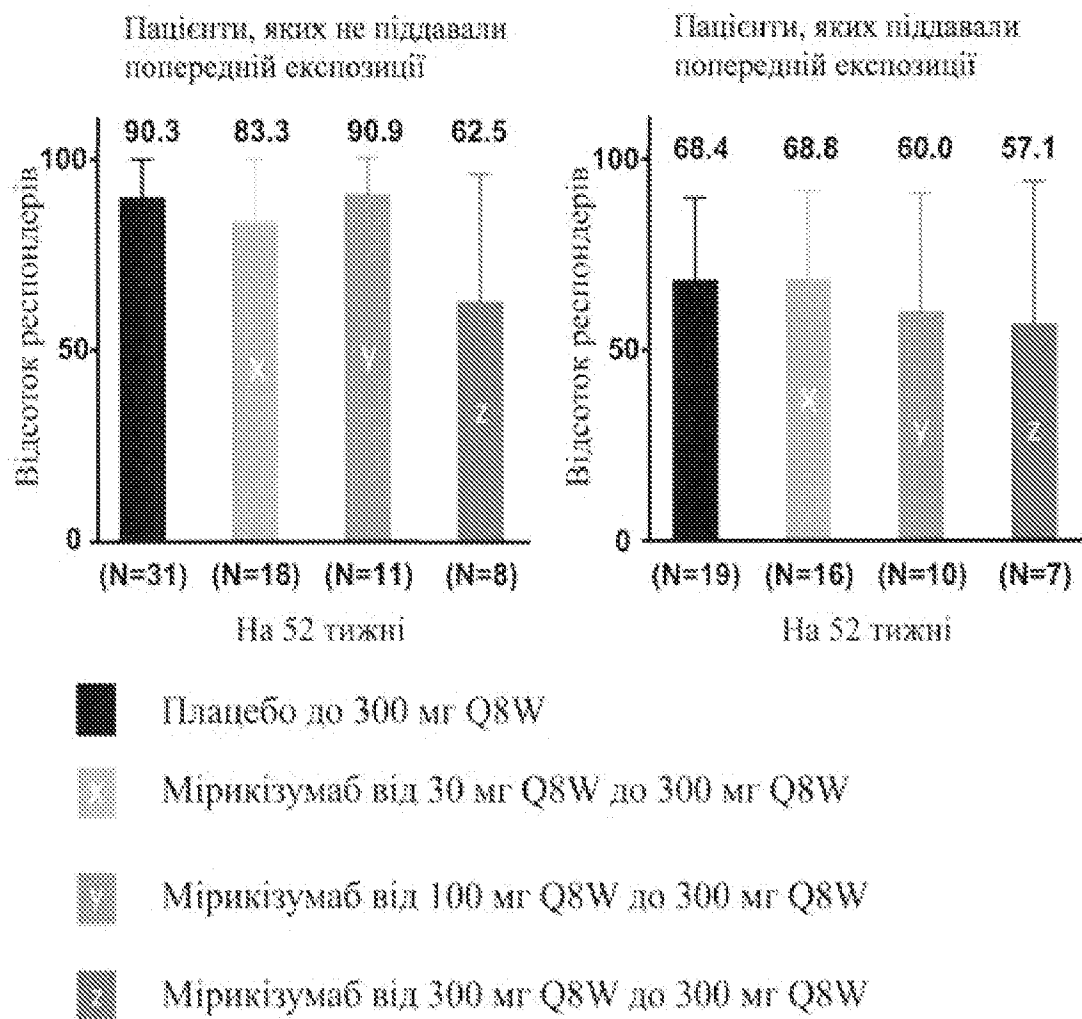 Пацієнти, яких не піддавали
попередній експозиції
Відсоток респондерів
100
50
0
90.3 83.3 90.9 62.5
x
y
z
(N=31) (N=18) (N=11) (N=8)
На 52 тижні
Пацієнти, яких піддавали
попередній експозиції
Відсоток респондерів
100
50
0
68.4 68.8 60.0 57.1
x
y
z
(N=19) (N=16) (N=10) (N=7)
На 52 тижні
Плацебо до 300 мг Q8W
Мірикізумаб від 30 мг Q8W до 300 мг Q8W
Y Мірикізумаб від 100 мг Q8W до 300 мг Q8W
z Мірикізумаб від 300 мг Q8W до 300 мг Q8W